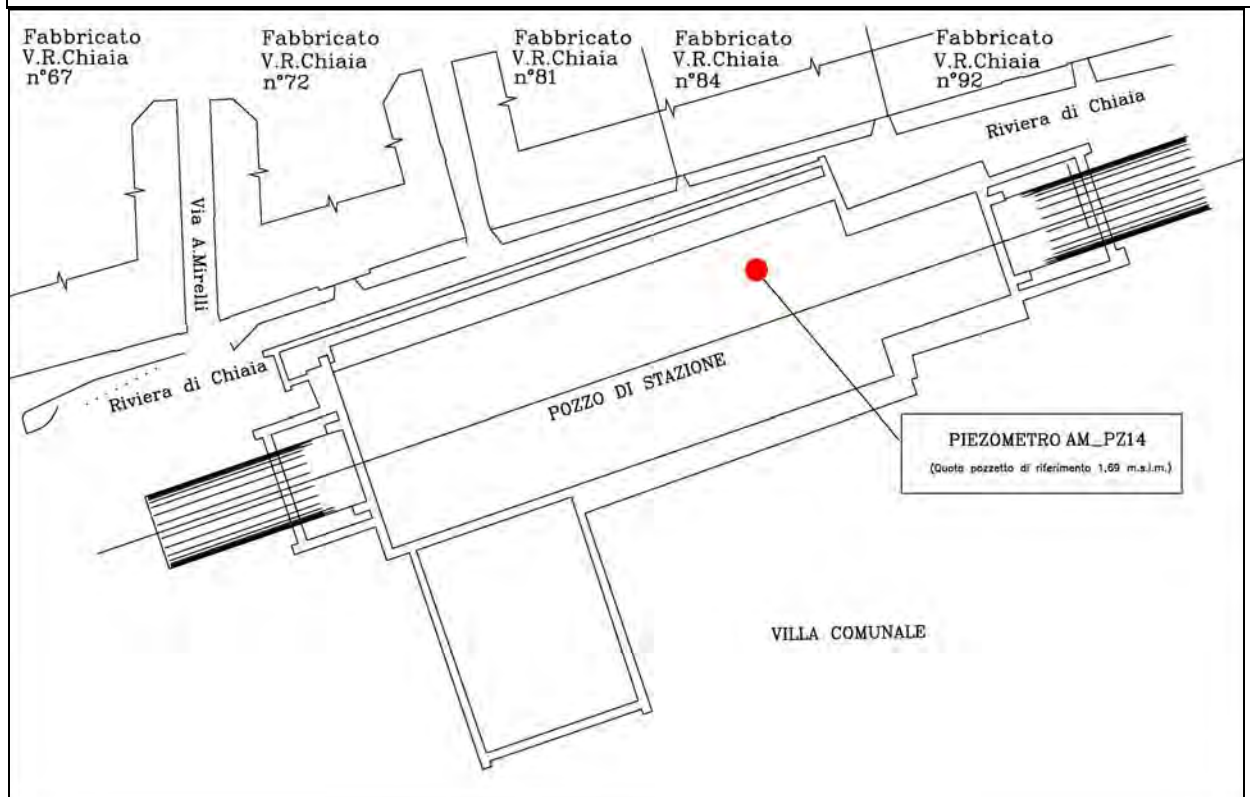 Fabbricato
V.R.Chiaia
n°67
Fabbricato
V.R.Chiaia
n°72
Fabbricato
V.R.Chiaia
n°81
Fabbricato
V.R.Chiaia
n°84
Fabbricato
V.R.Chiaia
n°92
Riviera di Chiaia
Via A.Mirelli
Riviera di Chiaia
POZZO DI STAZIONE
PIEZOMETRO AM_PZ14
(Quota pozzetto di riferimento 1,69 m.s.l.m.)
VILLA COMUNALE